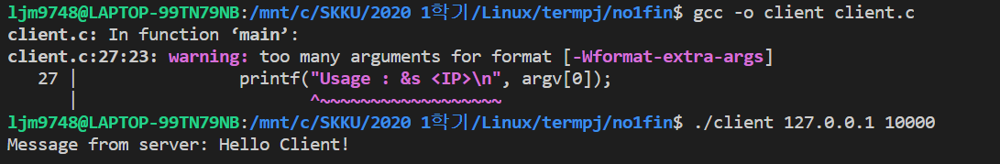 ljm9748@LAPTOP-99TN79NB:/mnt/c/SKKU/2020 1학기/Linux/termpj/no1fin$ gcc -o client client.c
client.c: In function ‘main’:
client.c:27:23: warning: too many arguments for format [-Wformat-extra-args]
   27 |                 printf("Usage : &s <IP>\n", argv[0]);
      |                       ^~~~~~~~~~~~~~~~~~~
ljm9748@LAPTOP-99TN79NB:/mnt/c/SKKU/2020 1학기/Linux/termpj/no1fin$ ./client 127.0.0.1 10000
Message from server: Hello Client!